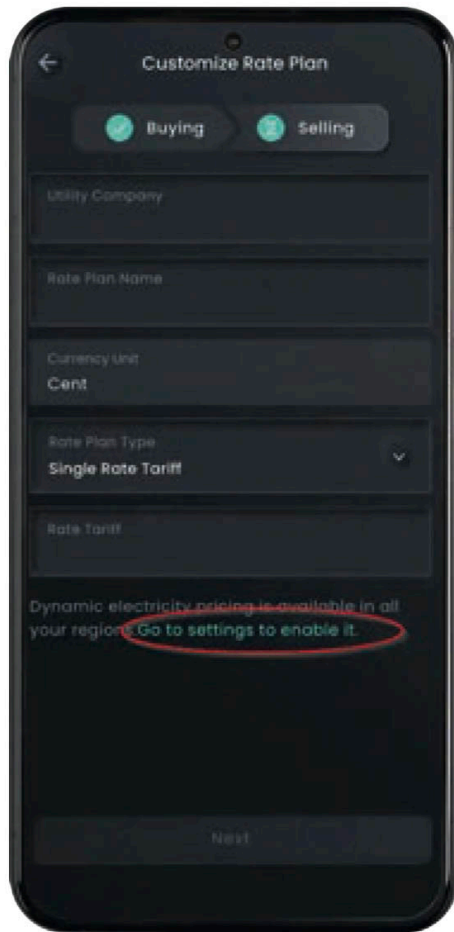 Customize Rate Plan
Buying
Selling
Utility Company
Rate Plan Name
Currency Unit
Cent
Rate Plan Type
Single Rate Tariff
Rate Tariff
Dynamic electricity pricing is available in all
your regions Go to settings to enable it.
Next